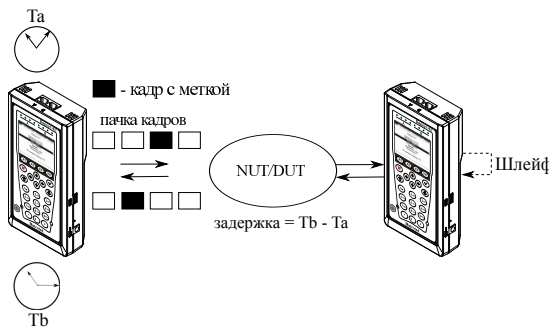 Ta
- кадр с меткой
пачка кадров
NUT/DUT
Шлейф
задержка = Tb - Ta
Tb